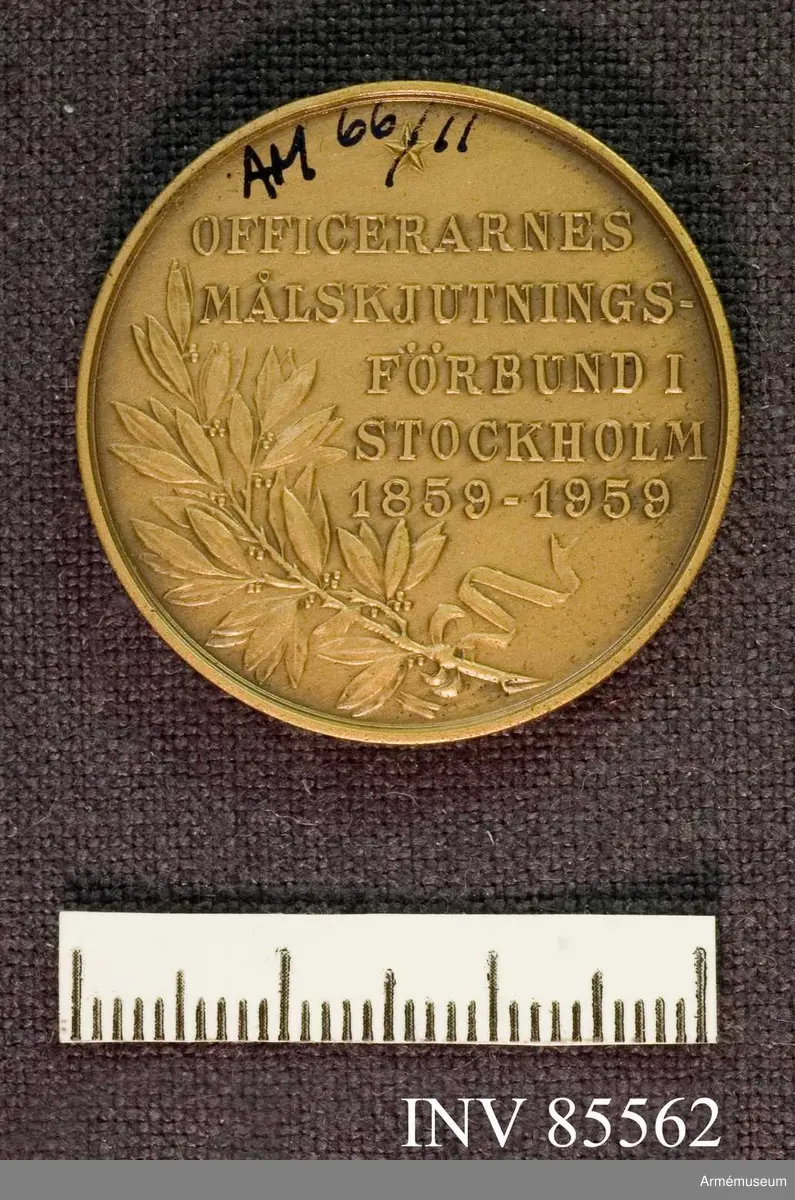 AM 66/11
OFFICERARNES
MÅLSKJUTNINGS-
FÖRBUND I
STOCKHOLM
1859-1959
INV 85562
Armémuseum